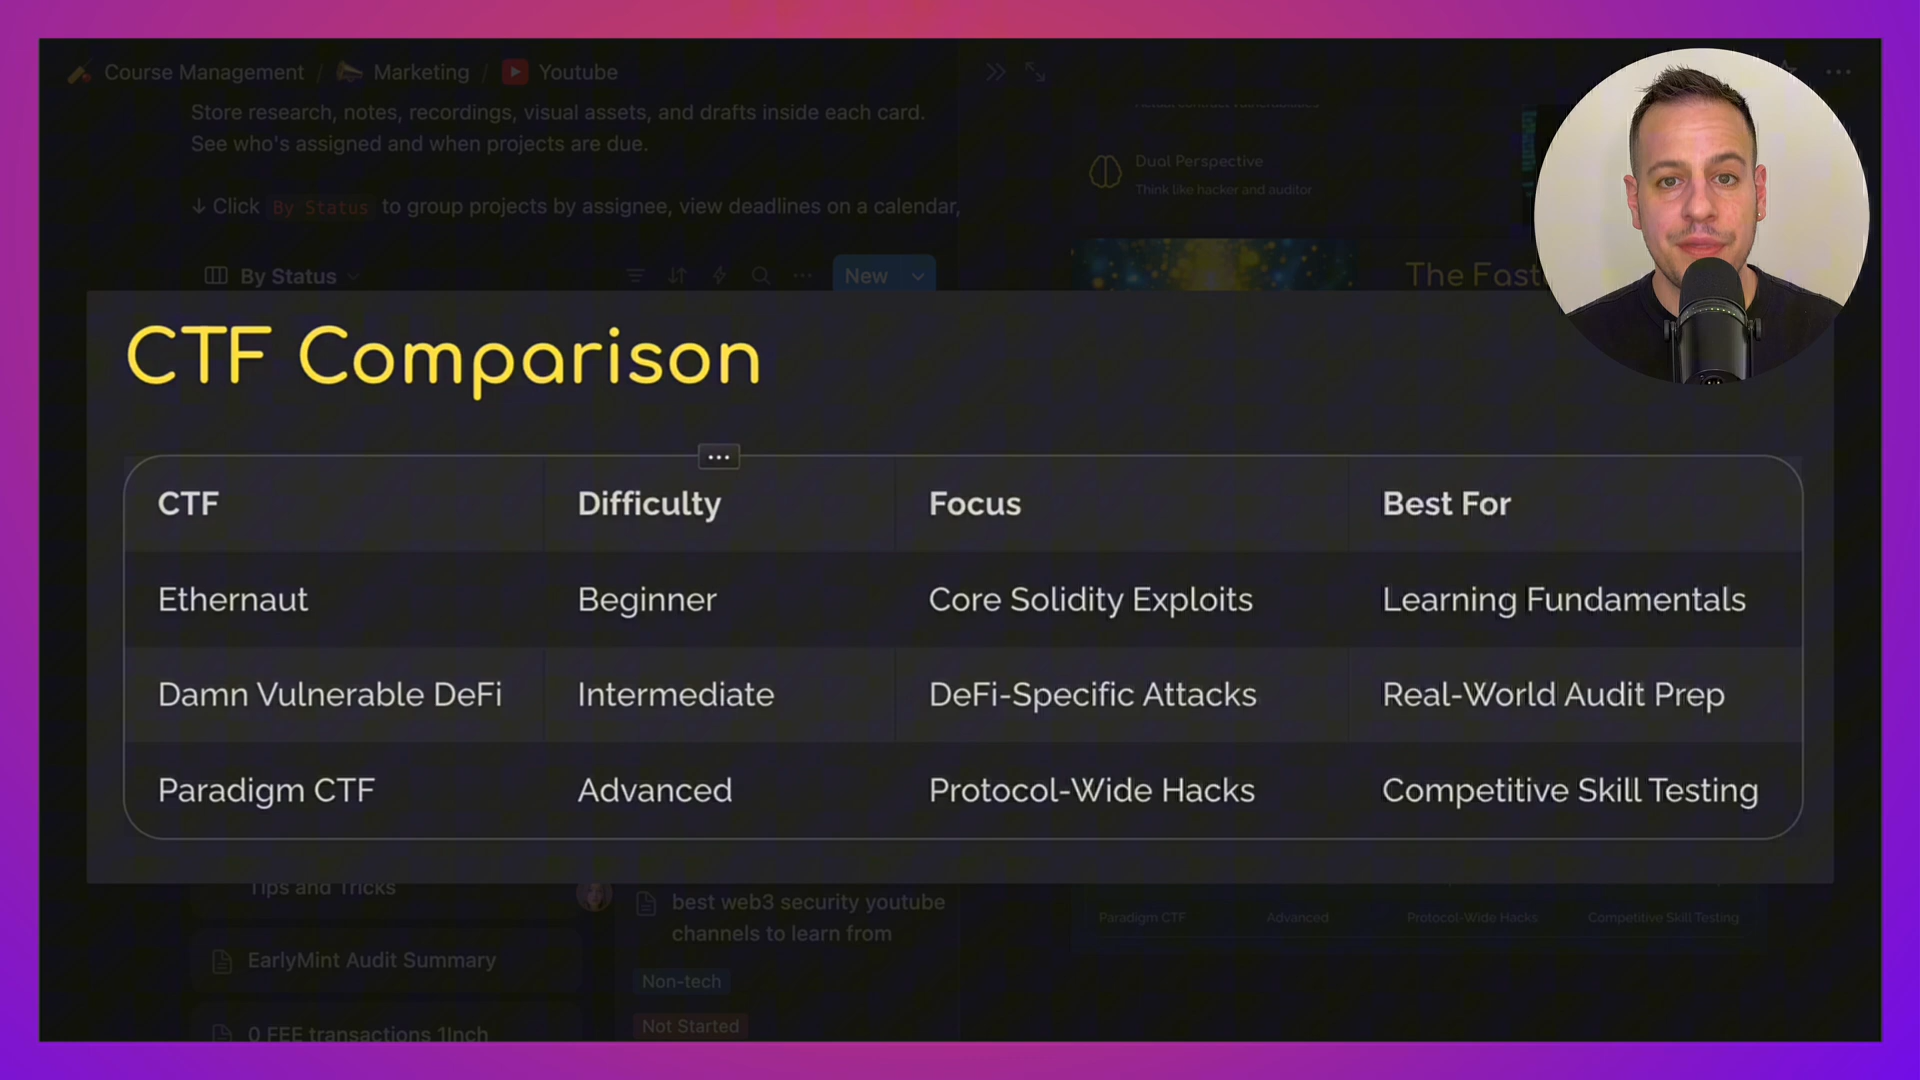 Course Management / Marketing / Youtube
Store research, notes, recordings, visual assets, and drafts inside each card.
See who's assigned and when projects are due.
↓ Click By Status to group projects by assignee, view deadlines on a calendar,
By Status
New
Dual Perspective
Think like hacker and auditor
The Fast
CTF Comparison
CTF Difficulty Focus Best For
Ethernaut Beginner Core Solidity Exploits Learning Fundamentals
Damn Vulnerable DeFi Intermediate DeFi-Specific Attacks Real-World Audit Prep
Paradigm CTF Advanced Protocol-Wide Hacks Competitive Skill Testing
Tips and Tricks
EarlyMint Audit Summary
0 FEE transactions 1Inch
best web3 security youtube
channels to learn from
Non-tech
Not Started
Paradigm CTF Advanced Protocol-Wide Hacks Competitive Skill Testing